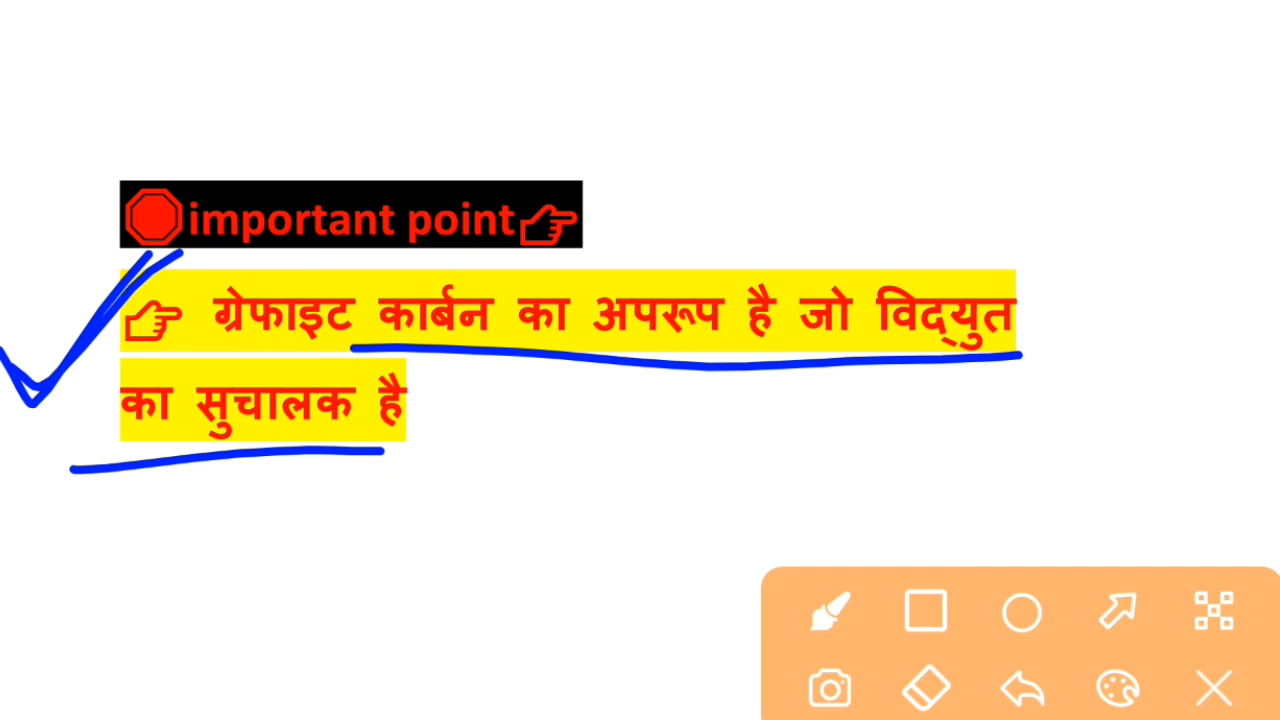 important point
ग्रेफाइट कार्बन का अपरूप है जो विद्‌युत
का सुचालक है